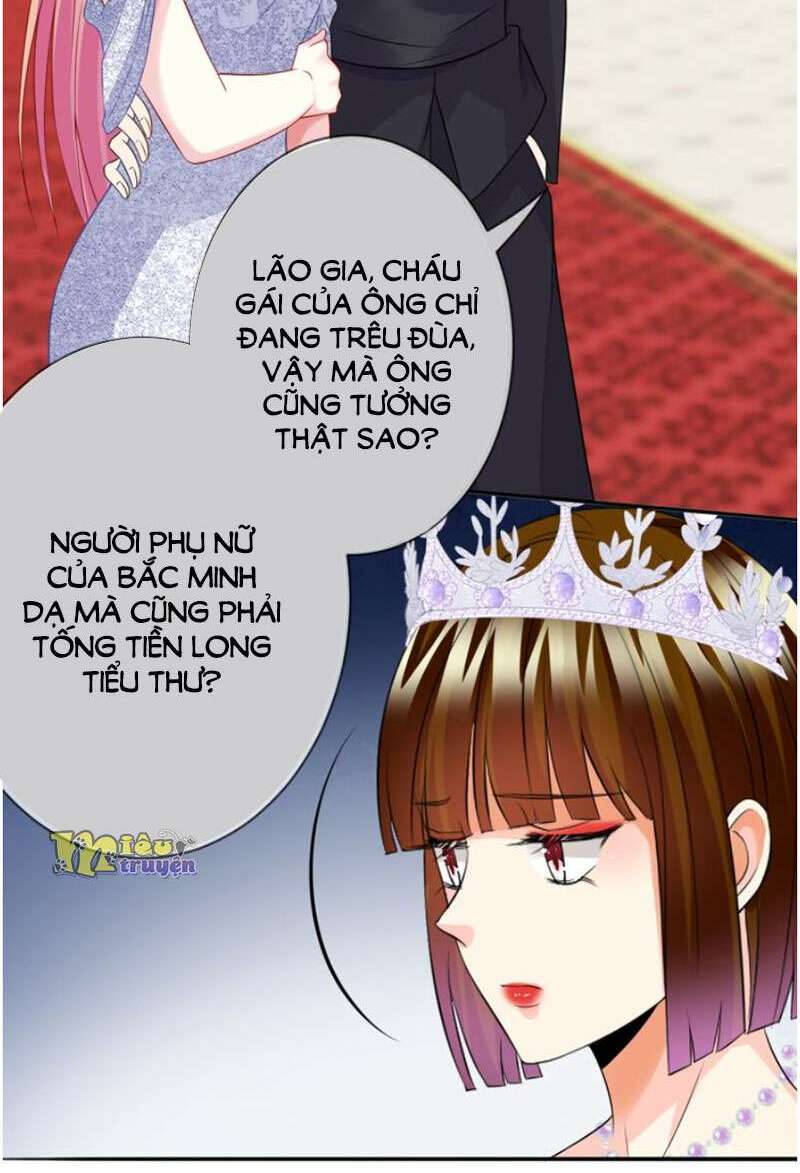 LÃO GIA, CHÁU
GÁI CỦA ÔNG CHỈ
ĐANG TRÊU ĐÙA,
VẬY MÀ ÔNG
CŨNG TƯỞNG
THẬT SAO?
NGƯỜI PHỤ NỮ
CỦA BẮC MINH
DẠ MÀ CŨNG PHẢI
TỐNG TIỀN LONG
TIỂU THƯ?
Miêu
truyện